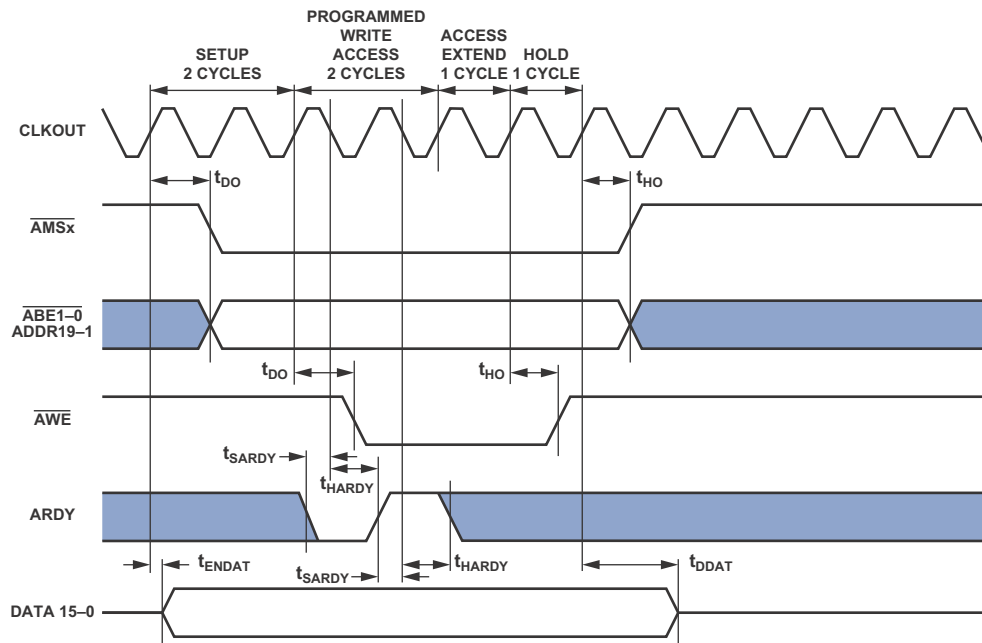 SETUP
2 CYCLES
PROGRAMMED
WRITE
ACCESS
2 CYCLES
ACCESS
EXTEND
1 CYCLE
HOLD
1 CYCLE
CLKOUT
tDO
tHO
AMSx
ABE1–0
ADDR19–1
tDO
tHO
AWE
tSARDY
tHARDY
ARDY
tENDAT
tSARDY
tHARDY
tDDAT
DATA 15–0